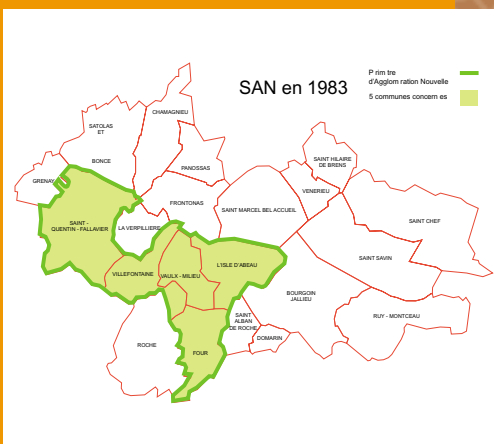 SAN en 1983
P rim tre
d'Agglom ration Nouvelle
5 communes concern es
CHAMAGNIEU
SATOLAS
ET
BONCE
GRENAY
PANOSSAS
FRONTONAS
SAINT HILAIRE
DE BRENS
VENERIEU
SAINT MARCEL BEL ACCUEIL
SAINT CHEF
SAINT -
QUENTIN - FALLAVIER
LA VERPILLIERE
SAINT SAVIN
L'ISLE D'ABEAU
VILLEFONTAINE
VAULX - MILIEU
BOURGOIN
JALLIEU
SAINT
ALBAN
DE ROCHE
RUY - MONTCEAU
DOMARIN
ROCHE
FOUR